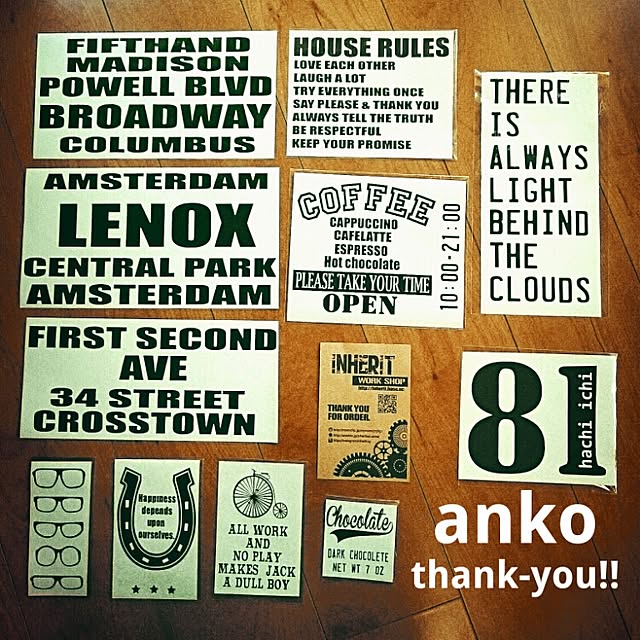 FIFTHAND
MADISON
POWELL BLVD
BROADWAY
COLUMBUS
HOUSE RULES
LOVE EACH OTHER
LAUGH A LOT
TRY EVERYTHING ONCE
SAY PLEASE & THANK YOU
ALWAYS TELL THE TRUTH
BE RESPECTFUL
KEEP YOUR PROMISE
THERE
IS
ALWAYS
LIGHT
BEHIND
THE
CLOUDS
AMSTERDAM
LENOX
CENTRAL PARK
AMSTERDAM
COFFEE
CAPPUCCINO
CAFELATTE
ESPRESSO
Hot chocolate
PLEASE TAKE YOUR TIME
OPEN
10:00-21:00
FIRST SECOND
AVE
34 STREET
CROSSTOWN
INHERIT
WORK SHOP
THANK YOU
FOR ORDER.
81
hachi ichi
Happiness
depends
upon
ourselves.
ALL WORK
AND
NO PLAY
MAKES JACK
A DULL BOY
Chocolate
DARK CHOCOLETE
NET WT 7 OZ
anko
thank-you!!